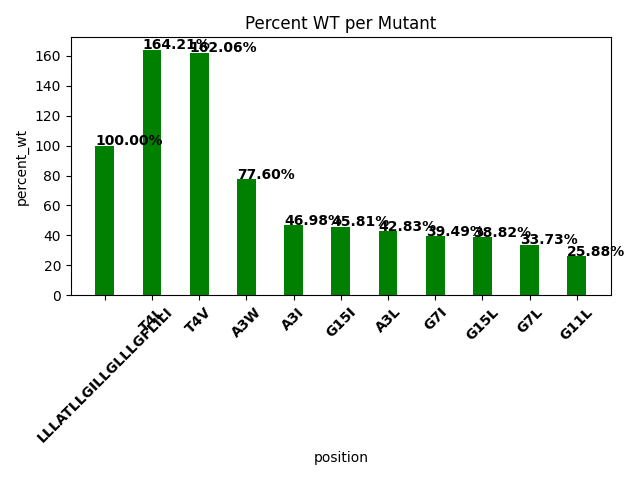 Percent WT per Mutant
percent_wt
160
140
120
100
80
60
40
20
0
100.00%
164.21%
162.06%
77.60%
46.98%
45.81%
42.83%
39.49%
38.82%
33.73%
25.88%
LLLATLLGILLGLLLGFLILI
T4L
T4V
A3W
A3I
G15I
A3L
G7I
G15L
G7L
G11L
position